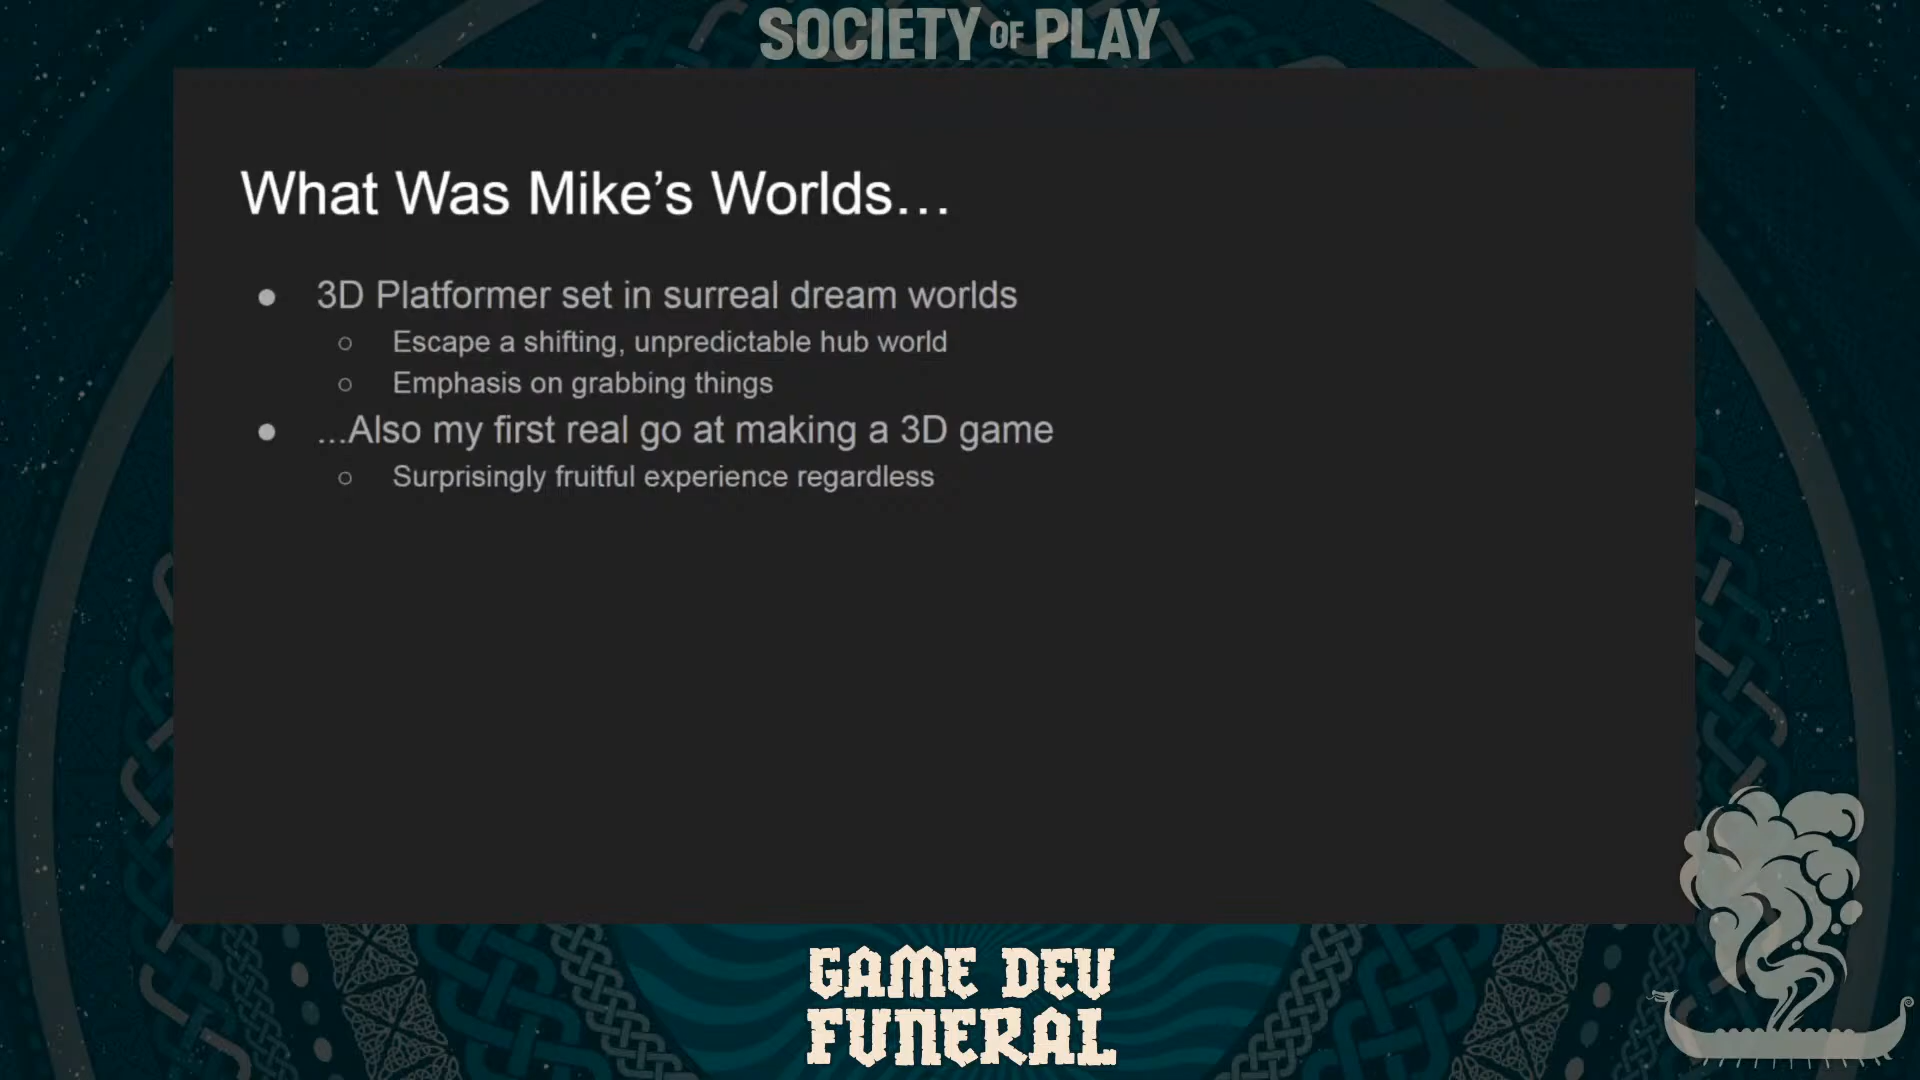 SOCIETY OF PLAY
What Was Mike’s Worlds…
● 3D Platformer set in surreal dream worlds
○ Escape a shifting, unpredictable hub world
○ Emphasis on grabbing things
● ...Also my first real go at making a 3D game
○ Surprisingly fruitful experience regardless
GAME DEV
FUNERAL